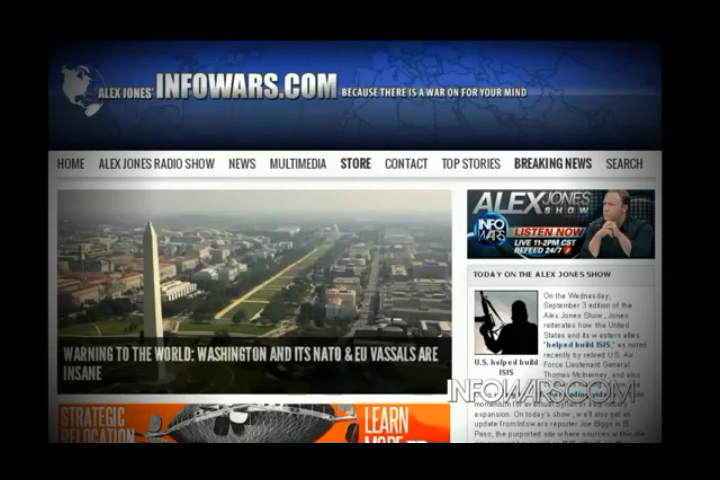 ALEX JONES' INFOWARS.COM BECAUSE THERE IS A WAR ON FOR YOUR MIND
HOME ALEX JONES RADIO SHOW NEWS MULTIMEDIA STORE CONTACT TOP STORIES BREAKING NEWS SEARCH
WARNING TO THE WORLD: WASHINGTON AND ITS NATO & EU VASSALS ARE
INSANE
STRATEGIC
RELOCATION
LEARN
MORE
ALEX JONES
SHOW
INFO
WARS
LISTEN NOW
LIVE 11-2PM CST
REFEED 24/7
TODAY ON THE ALEX JONES SHOW
U.S. helped build
ISIS
On the Wednesday,
September 3 edition of the
Alex Jones Show, Jones
reiterates how the United
States and its western allies
"helped build ISIS," as noted
recently by retired U.S. Air
Force Lieutenant General
Thomas McInerney, and also
expansion. On today's show, we'll also get an
update from Infowars reporter Joe Biggs in El
Paso, the purported site where sources within the
INFOWARS.COM